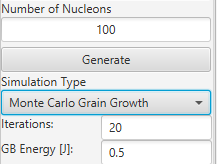 Number of Nucleons
100
Generate
Simulation Type
Monte Carlo Grain Growth
Iterations: 20
GB Energy [J]: 0.5